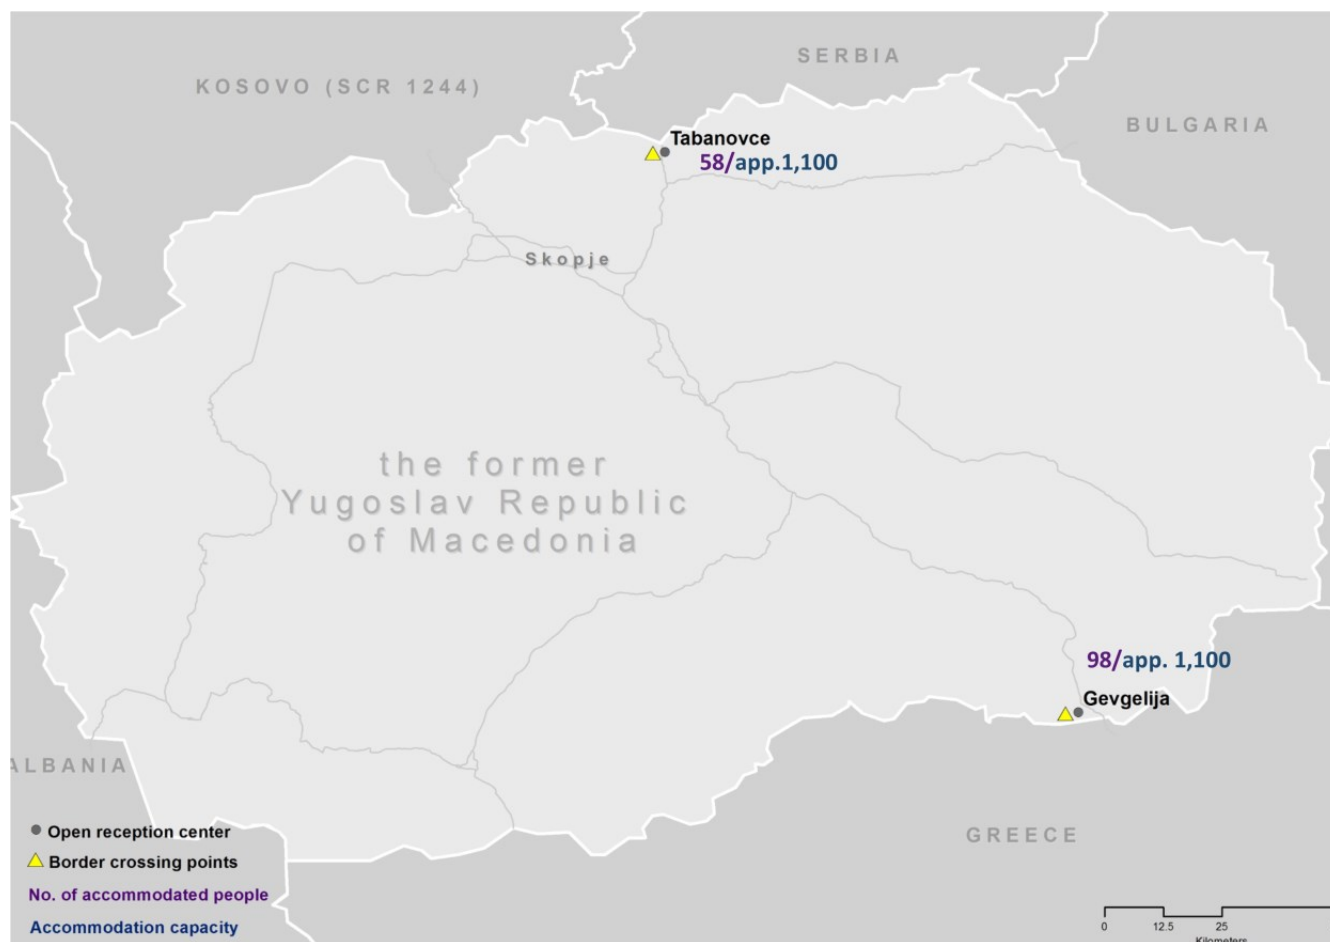 SERBIA
KOSOVO (SCR 1244)
BULGARIA
Tabanovce
58/app.1,100
Skopje
the former
Yugoslav Republic
of Macedonia
98/app. 1,100
Gevgelija
ALBANIA
GREECE
Open reception center
Border crossing points
No. of accommodated people
Accommodation capacity
0 12.5 25
Kilometers